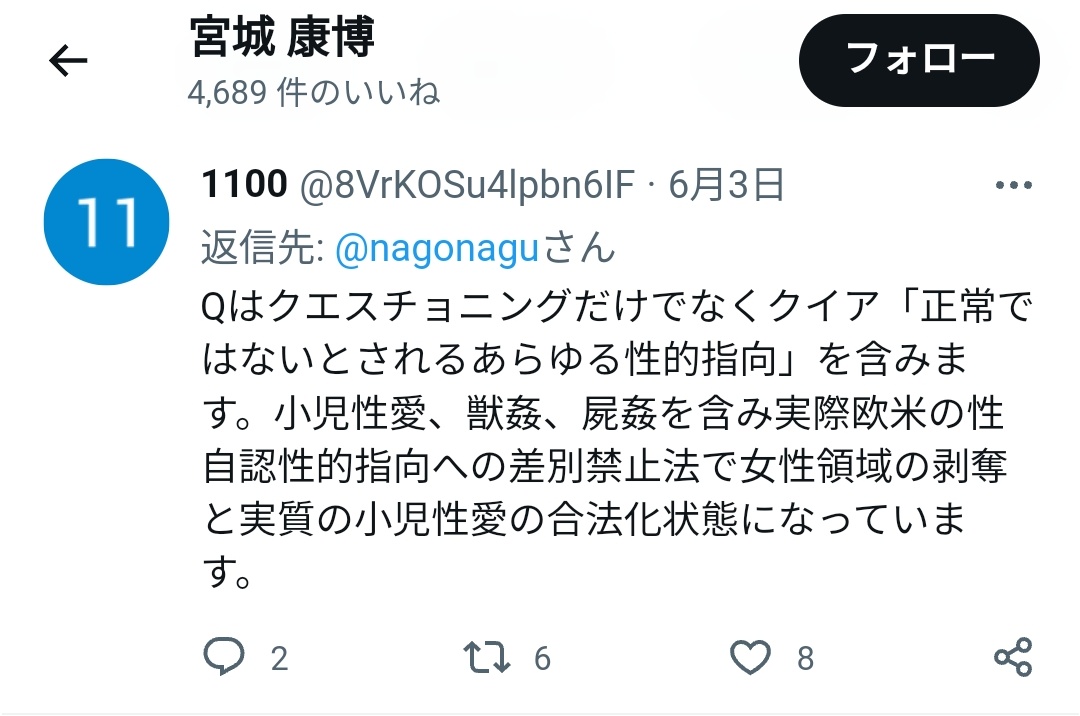 宮城 康博
4,689 件のいいね
フォロー
11
1100 @8VrKOSu4lpbn6IF · 6月3日
返信先: @nagonaguさん
Qはクエスチョニングだけでなくクイア「正常で
はないとされるあらゆる性的指向」を含みま
す。小児性愛、獣姦、屍姦を含み実際欧米の性
自認性的指向への差別禁止法で女性領域の剥奪
と実質の小児性愛の合法化状態になっていま
す。
2
6
8